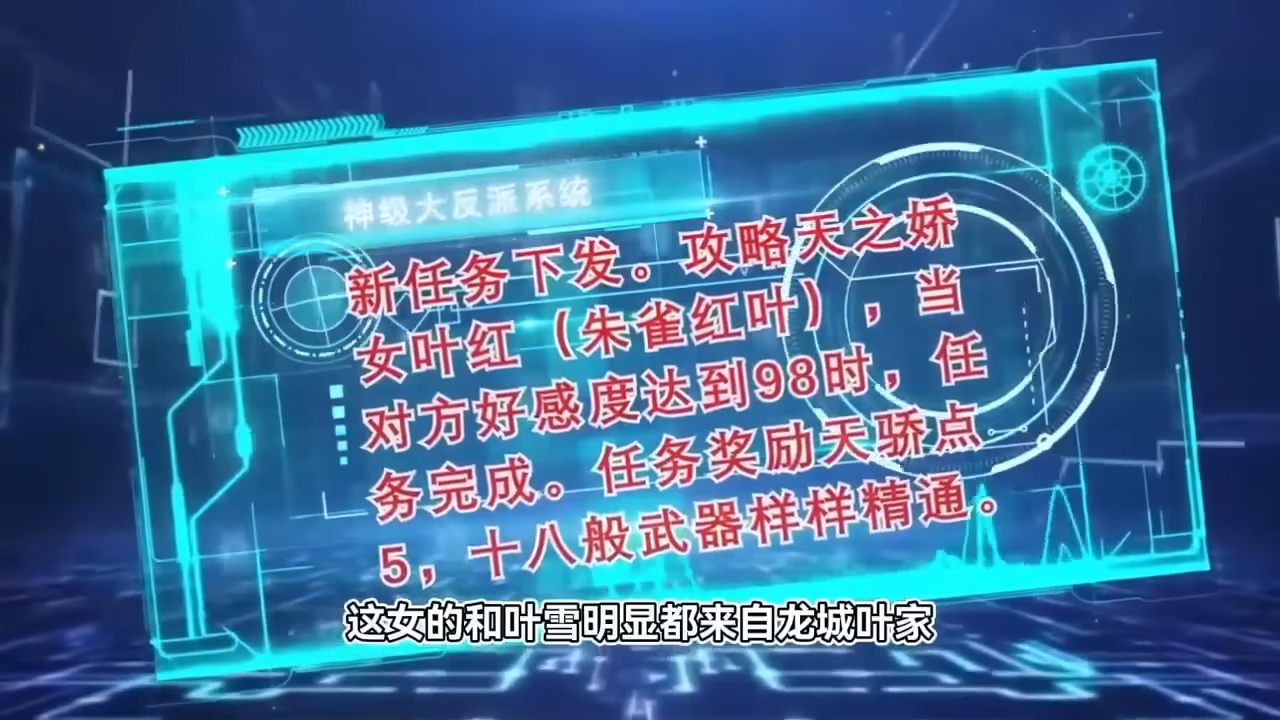 神级大反派系统
新任务下发。攻略天之娇
女叶红（朱雀红叶），当
对方好感度达到98时，任
务完成。任务奖励天骄点
5，十八般武器样样精通。
这女的和叶雪明显都来自龙城叶家